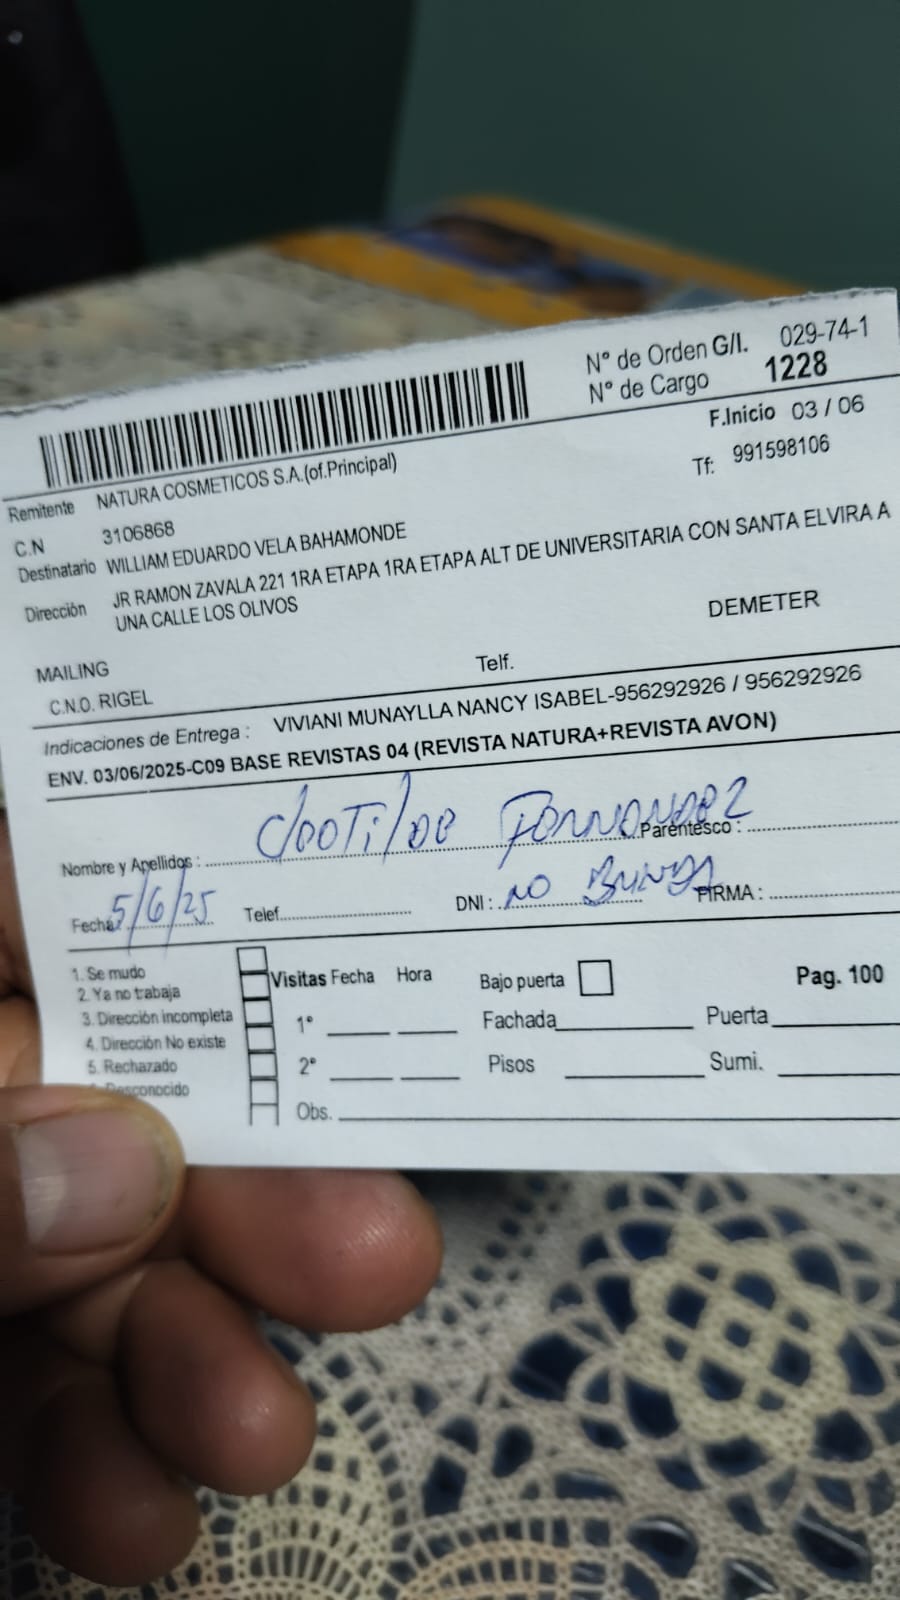 N° de Orden G/l. 029-74-1
N° de Cargo 1228
F.Inicio 03 / 06
Remitente NATURA COSMETICOS S.A.(of.Principal)
Tf: 991598106
C.N 3106868
Destinatario WILLIAM EDUARDO VELA BAHAMONDE
Dirección JR RAMON ZAVALA 221 1RA ETAPA 1RA ETAPA ALT DE UNIVERSITARIA CON SANTA ELVIRA A
UNA CALLE LOS OLIVOS
DEMETER
MAILING Telf.
C.N.O. RIGEL
Indicaciones de Entrega : VIVIANI MUNAYLLA NANCY ISABEL-956292926 / 956292926
ENV. 03/06/2025-C09 BASE REVISTAS 04 (REVISTA NATURA+REVISTA AVON)
Nombre y Apellidos : Clotilde Fernandez Parentesco :
Fecha: 5/6/25 Telef. DNI : NO Brinda FIRMA :
1. Se mudo
2. Ya no trabaja
3. Dirección incompleta
4. Dirección No existe
5. Rechazado
Desconocido
Visitas Fecha Hora Bajo puerta Pag. 100
1° Fachada Puerta
2° Pisos Sumi.
Obs.